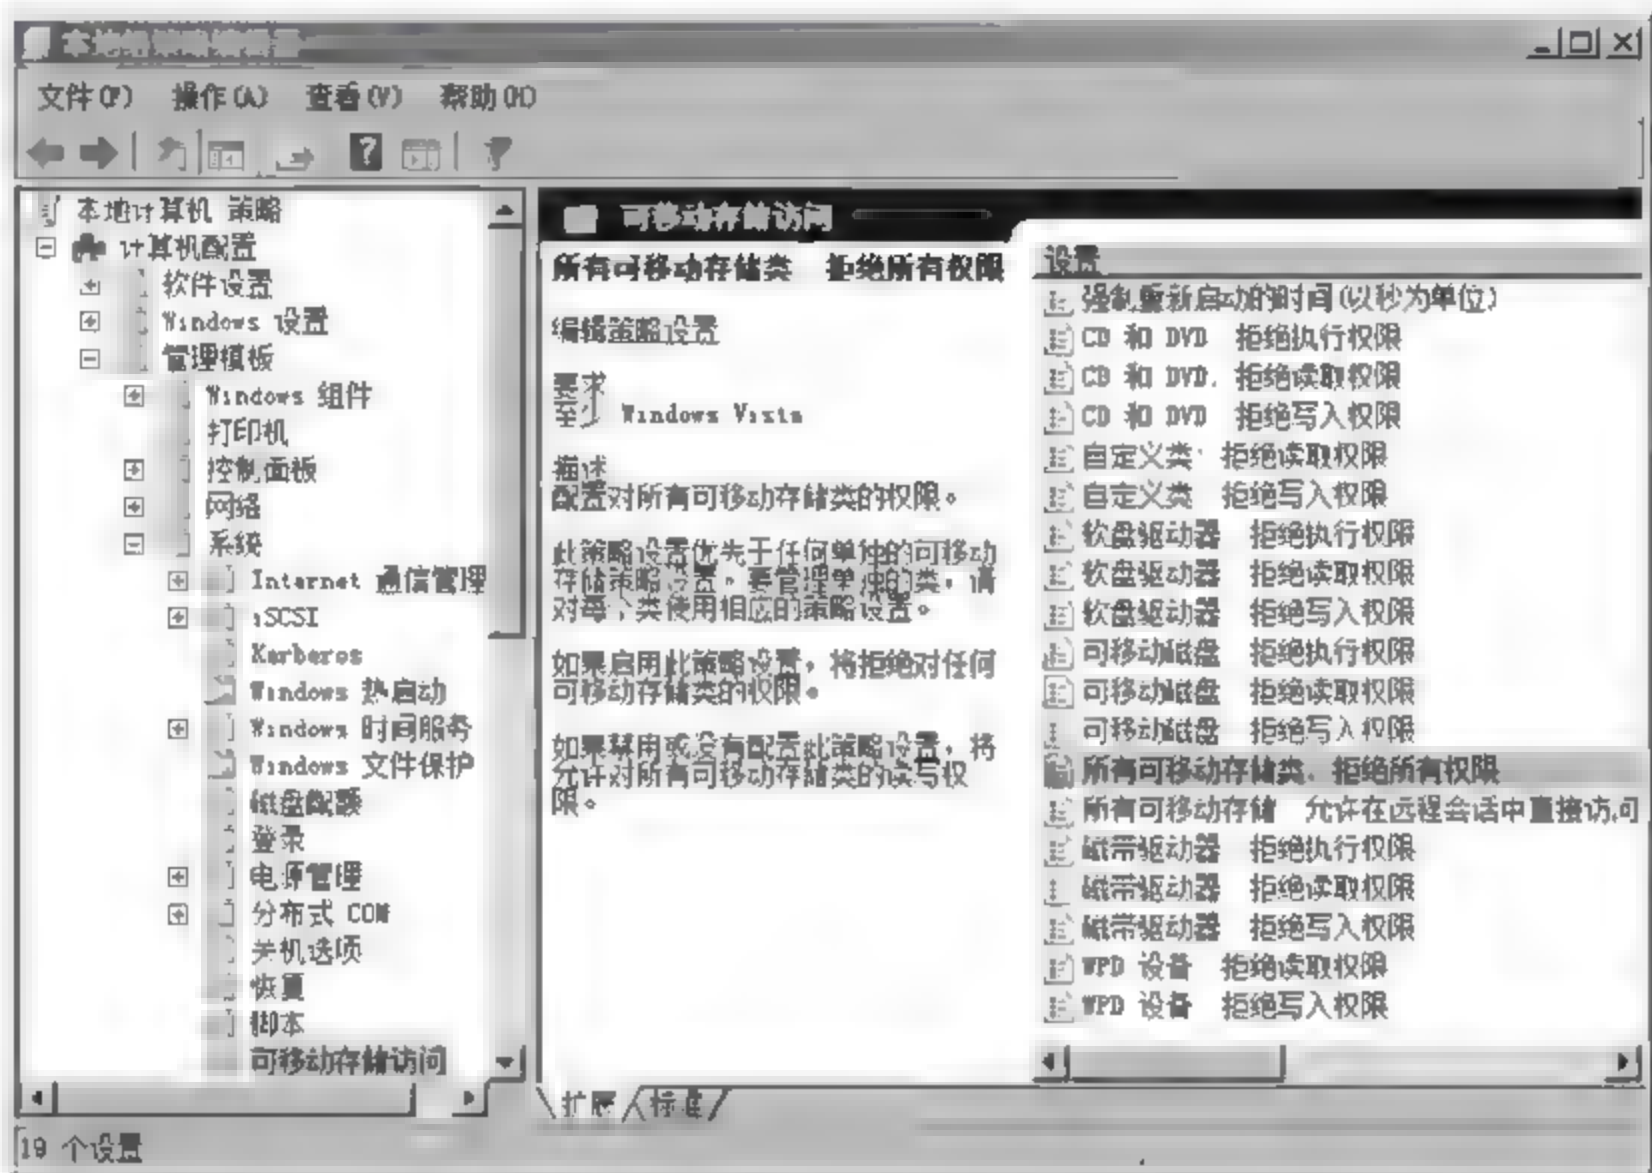 本地组策略编辑器
文件(F) 操作(A) 查看(V) 帮助(H)
本地计算机 策略
计算机配置
软件设置
Windows 设置
管理模板
Windows 组件
打印机
控制面板
网络
系统
Internet 通信管理
iSCSI
Kerberos
Windows 热启动
Windows 时间服务
Windows 文件保护
磁盘配额
登录
电源管理
分布式 COM
关机选项
恢复
脚本
可移动存储访问
可移动存储访问
所有可移动存储类 拒绝所有权限
编辑策略设置
要求
至少 Windows Vista
描述
配置对所有可移动存储类的权限。
此策略设置优先于任何单独的可移动
存储策略设置。要管理单独的类，请
对每个类使用相应的策略设置。
如果启用此策略设置，将拒绝对任何
可移动存储类的权限。
如果禁用或没有配置此策略设置，将
允许对所有可移动存储类的读写权
限。
设置
强制重新启动的时间(以秒为单位)
CD 和 DVD 拒绝执行权限
CD 和 DVD. 拒绝读取权限
CD 和 DVD 拒绝写入权限
自定义类: 拒绝读取权限
自定义类 拒绝写入权限
软盘驱动器 拒绝执行权限
软盘驱动器 拒绝读取权限
软盘驱动器 拒绝写入权限
可移动磁盘 拒绝执行权限
可移动磁盘 拒绝读取权限
可移动磁盘 拒绝写入权限
所有可移动存储类. 拒绝所有权限
所有可移动存储 允许在远程会话中直接访问
磁带驱动器 拒绝执行权限
磁带驱动器 拒绝读取权限
磁带驱动器 拒绝写入权限
WPD 设备 拒绝读取权限
WPD 设备 拒绝写入权限
扩展 标准
19 个设置